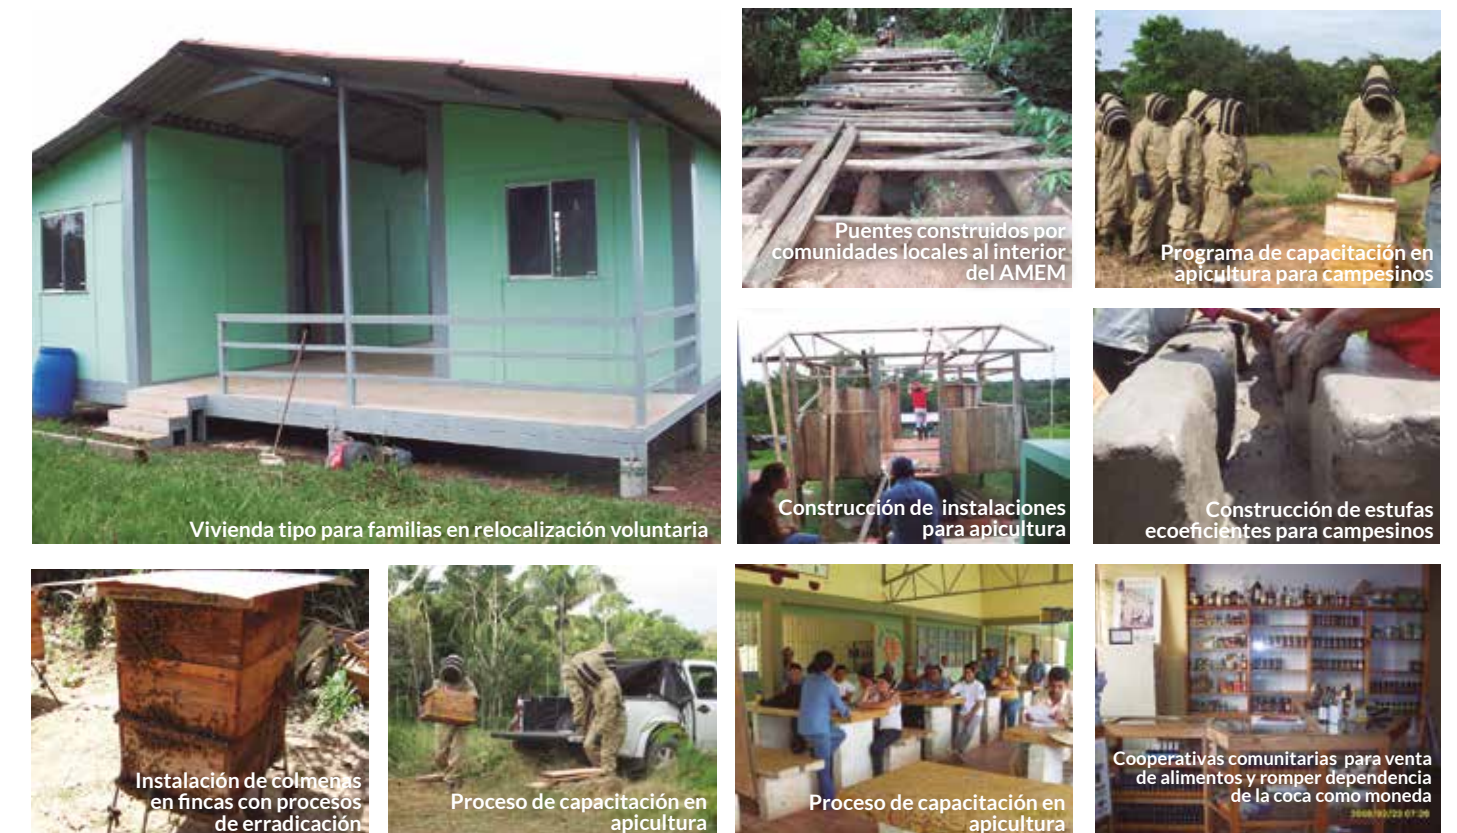 Vivienda tipo para familias en relocalización voluntaria
Puentes construidos por
comunidades locales al interior
del AMEM
Programa de capacitación en
apicultura para campesinos
Construcción de instalaciones
para apicultura
Construcción de estufas
ecoeficientes para campesinos
Instalación de colmenas
en fincas con procesos
de erradicación
Proceso de capacitación en
apicultura
Proceso de capacitación en
apicultura
Cooperativas comunitarias para venta
de alimentos y romper dependencia
de la coca como moneda